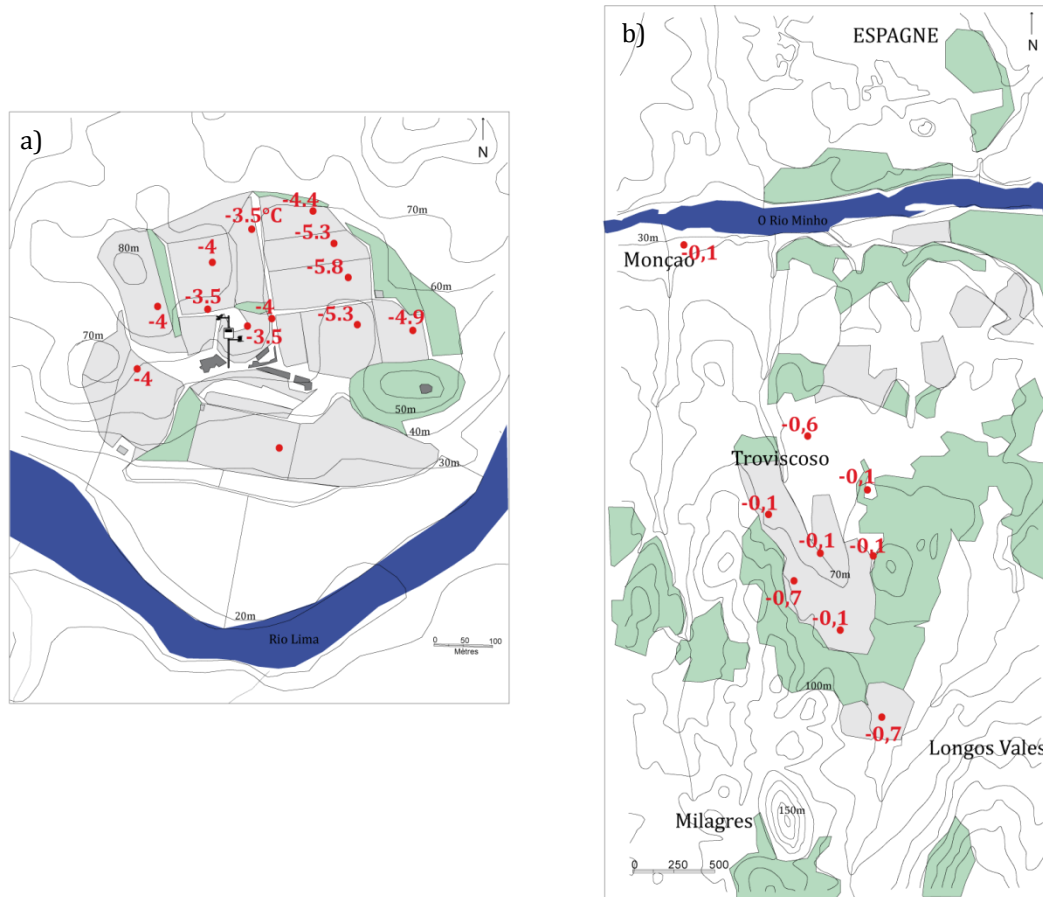 a)
N
-4.4
-3.5°C
70m
-5.3
-4
80m
-5.8
60m
-3.5
-4
-4
-5.3
-4.9
-3.5
70m
-4
50m
40m
30m
20m
Rio Lima
0 50 100
Mètres
b)
ESPAGNE
N
O Rio Minho
30m
Monçao
-0,1
-0,6
Troviscoso
-0,1
-0,1
-0,1
-0,1
70m
-0,7
-0,1
100m
-0,7
Longos Vales
150m
Milagres
0 250 500